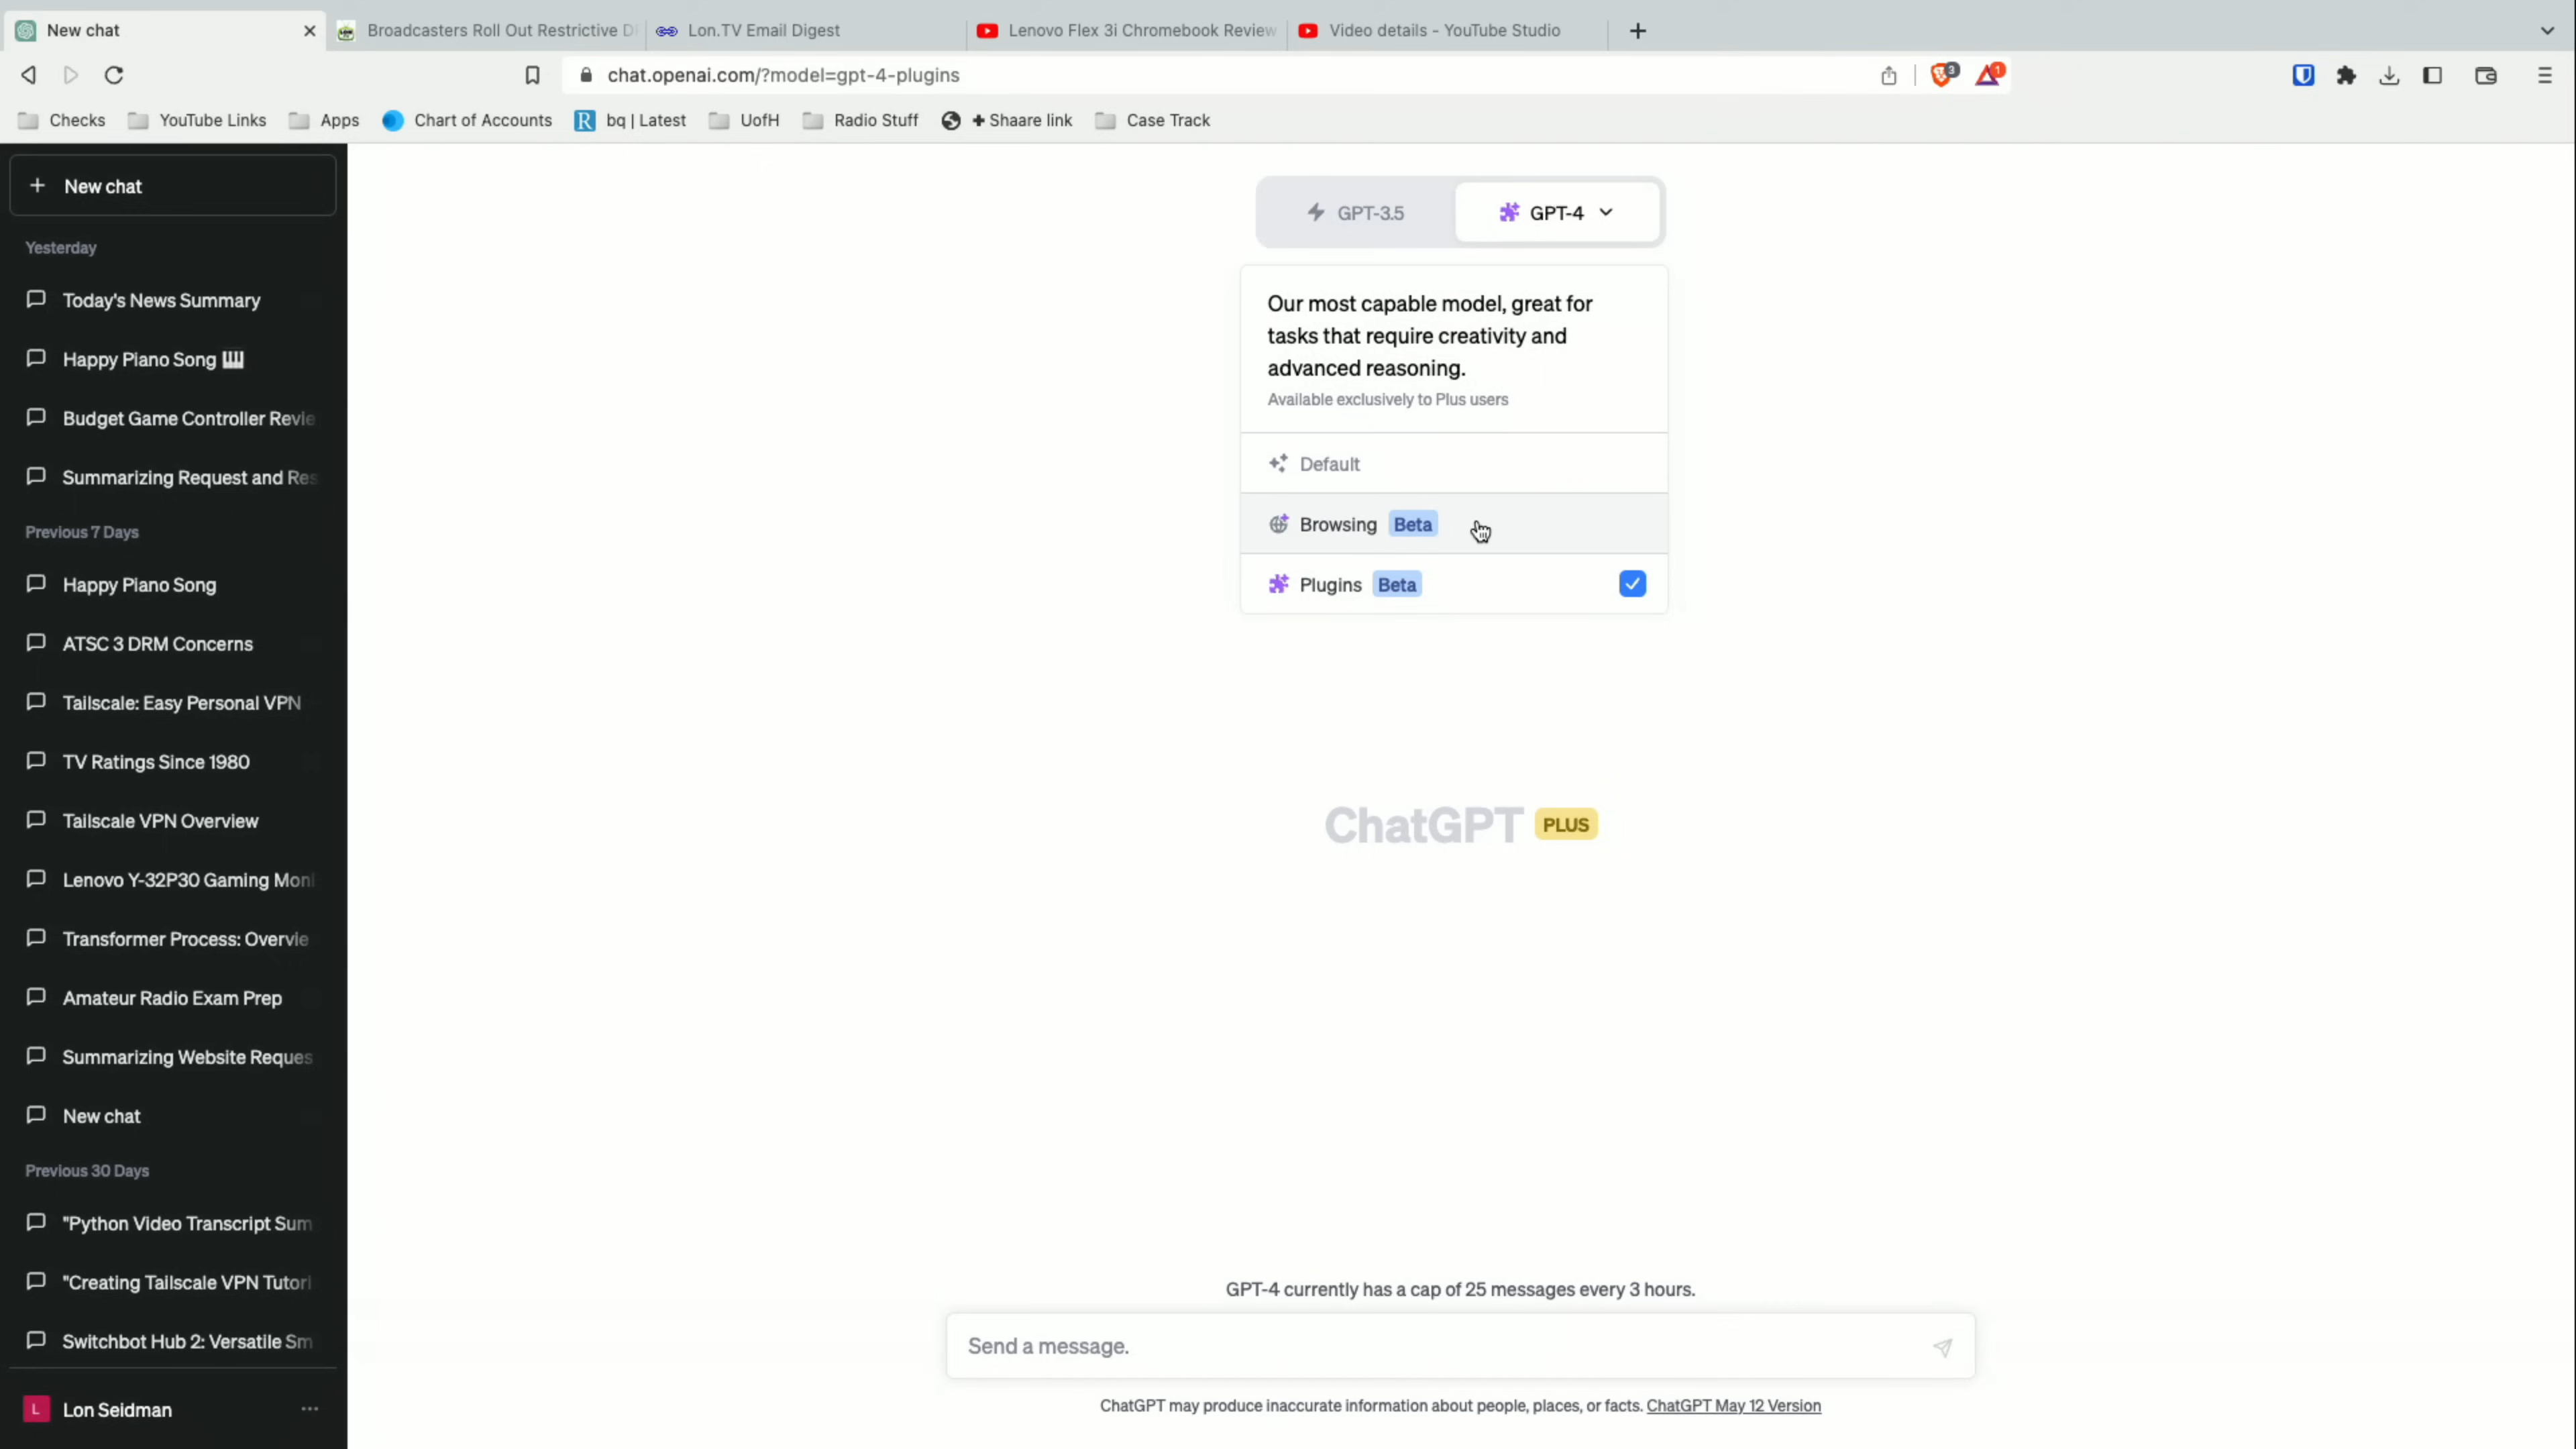 New chat
Broadcasters Roll Out Restrictive D
Lon.TV Email Digest
Lenovo Flex 3i Chromebook Review
Video details - YouTube Studio
chat.openai.com/?model=gpt-4-plugins
3
1
Checks
YouTube Links
Apps
Chart of Accounts
R
bq | Latest
UofH
Radio Stuff
+ Shaare link
Case Track
+ New chat
Yesterday
Today's News Summary
Happy Piano Song 🎹
Budget Game Controller Revie
Summarizing Request and Res
Previous 7 Days
Happy Piano Song
ATSC 3 DRM Concerns
Tailscale: Easy Personal VPN
TV Ratings Since 1980
Tailscale VPN Overview
Lenovo Y-32P30 Gaming Moni
Transformer Process: Overvie
Amateur Radio Exam Prep
Summarizing Website Reques
New chat
Previous 30 Days
"Python Video Transcript Sum
"Creating Tailscale VPN Tutori
Switchbot Hub 2: Versatile Sm
L
Lon Seidman
GPT-3.5
GPT-4
Our most capable model, great for
tasks that require creativity and
advanced reasoning.
Available exclusively to Plus users
Default
Browsing Beta
Plugins Beta
ChatGPT PLUS
GPT-4 currently has a cap of 25 messages every 3 hours.
Send a message.
ChatGPT may produce inaccurate information about people, places, or facts. ChatGPT May 12 Version